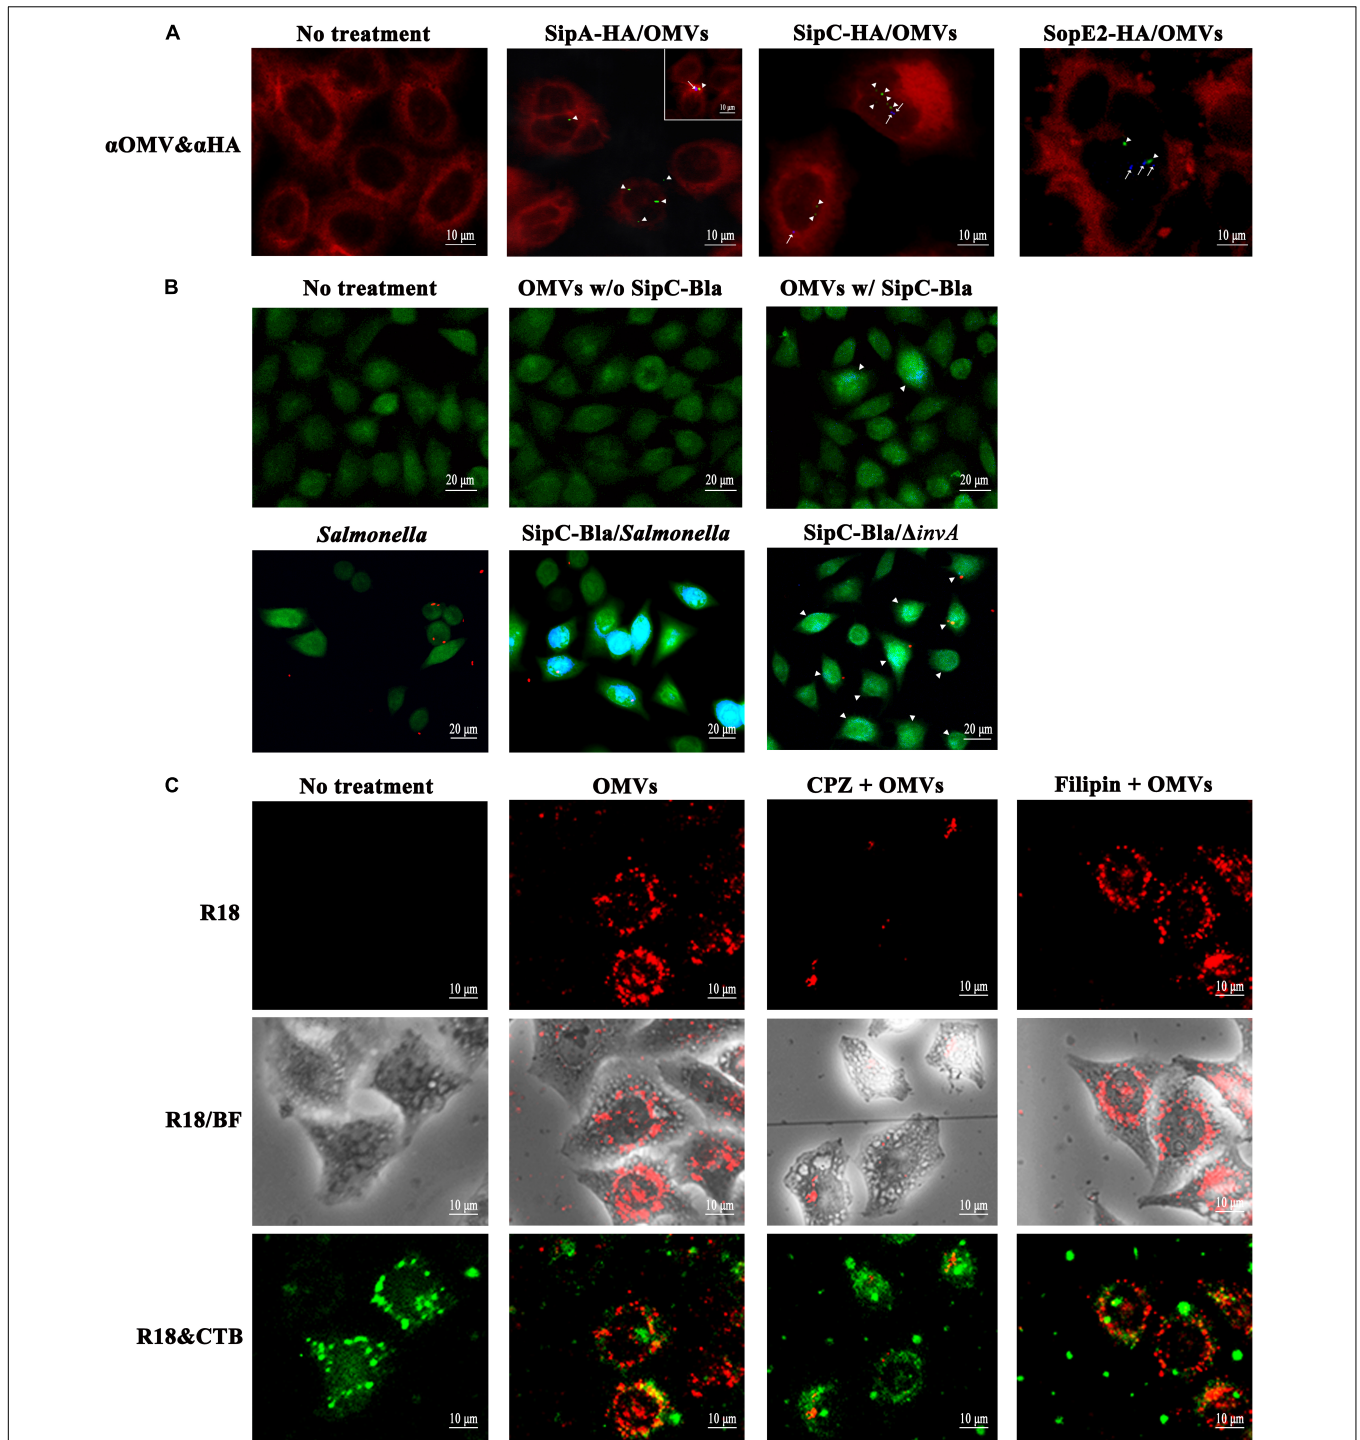 A
No treatment
SipA-HA/OMVs
SipC-HA/OMVs
SopE2-HA/OMVs
αOMV&αHA
10 μm
10 μm
10 μm
10 μm
10 μm
B
No treatment
OMVs w/o SipC-Bla
OMVs w/ SipC-Bla
20 μm
20 μm
20 μm
Salmonella
SipC-Bla/Salmonella
SipC-Bla/ΔinvA
20 μm
20 μm
20 μm
C
No treatment
OMVs
CPZ + OMVs
Filipin + OMVs
R18
10 μm
10 μm
10 μm
10 μm
R18/BF
10 μm
10 μm
10 μm
10 μm
R18&CTB
10 μm
10 μm
10 μm
10 μm